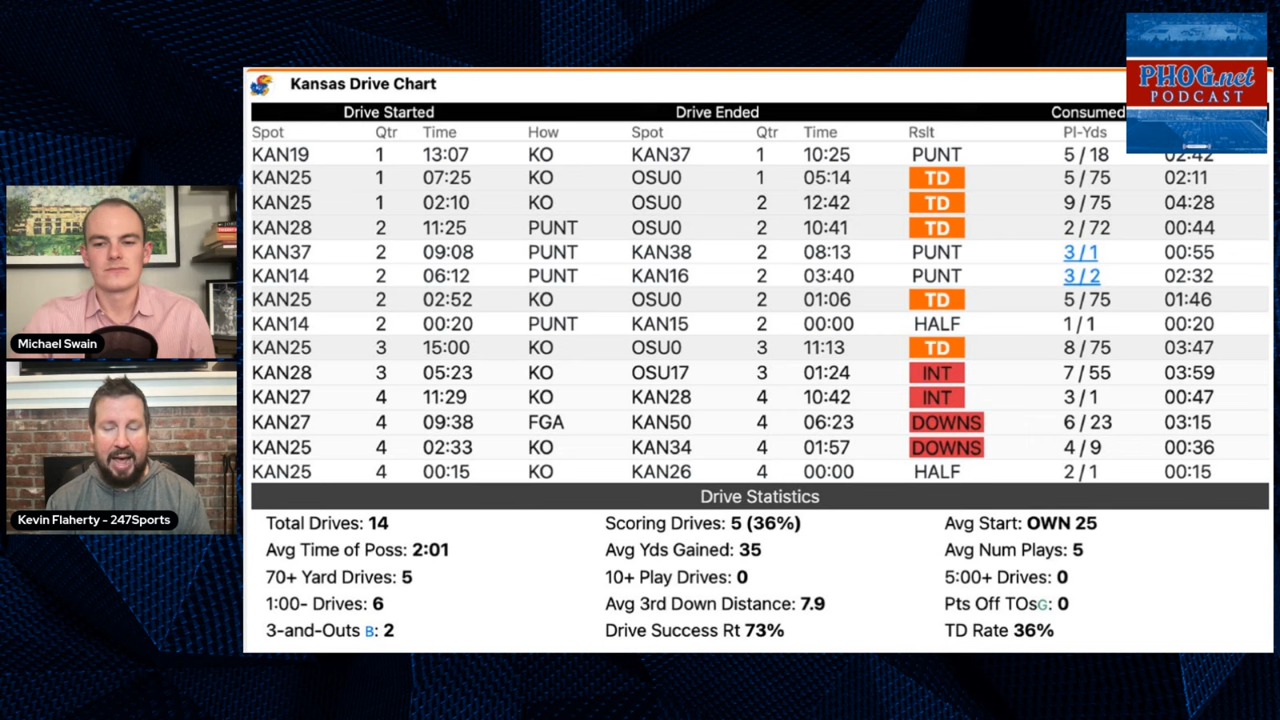 PHOG.net
PODCAST
Kansas Drive Chart
Drive Started Drive Ended Consumed
Spot Qtr Time How Spot Qtr Time Rslt Pl-Yds
KAN19 1 13:07 KO KAN37 1 10:25 PUNT 5 / 18 02:42
KAN25 1 07:25 KO OSU0 1 05:14 TD 5 / 75 02:11
KAN25 1 02:10 KO OSU0 2 12:42 TD 9 / 75 04:28
KAN28 2 11:25 PUNT OSU0 2 10:41 TD 2 / 72 00:44
KAN37 2 09:08 PUNT KAN38 2 08:13 PUNT 3 / 1 00:55
KAN14 2 06:12 PUNT KAN16 2 03:40 PUNT 3 / 2 02:32
KAN25 2 02:52 KO OSU0 2 01:06 TD 5 / 75 01:46
KAN14 2 00:20 PUNT KAN15 2 00:00 HALF 1 / 1 00:20
KAN25 3 15:00 KO OSU0 3 11:13 TD 8 / 75 03:47
KAN28 3 05:23 KO OSU17 3 01:24 INT 7 / 55 03:59
KAN27 4 11:29 KO KAN28 4 10:42 INT 3 / 1 00:47
KAN27 4 09:38 FGA KAN50 4 06:23 DOWNS 6 / 23 03:15
KAN25 4 02:33 KO KAN34 4 01:57 DOWNS 4 / 9 00:36
KAN25 4 00:15 KO KAN26 4 00:00 HALF 2 / 1 00:15
Drive Statistics
Total Drives: 14 Scoring Drives: 5 (36%) Avg Start: OWN 25
Avg Time of Poss: 2:01 Avg Yds Gained: 35 Avg Num Plays: 5
70+ Yard Drives: 5 10+ Play Drives: 0 5:00+ Drives: 0
1:00- Drives: 6 Avg 3rd Down Distance: 7.9 Pts Off TOsG: 0
3-and-Outs B: 2 Drive Success Rt 73% TD Rate 36%
Michael Swain
Kevin Flaherty - 247Sports